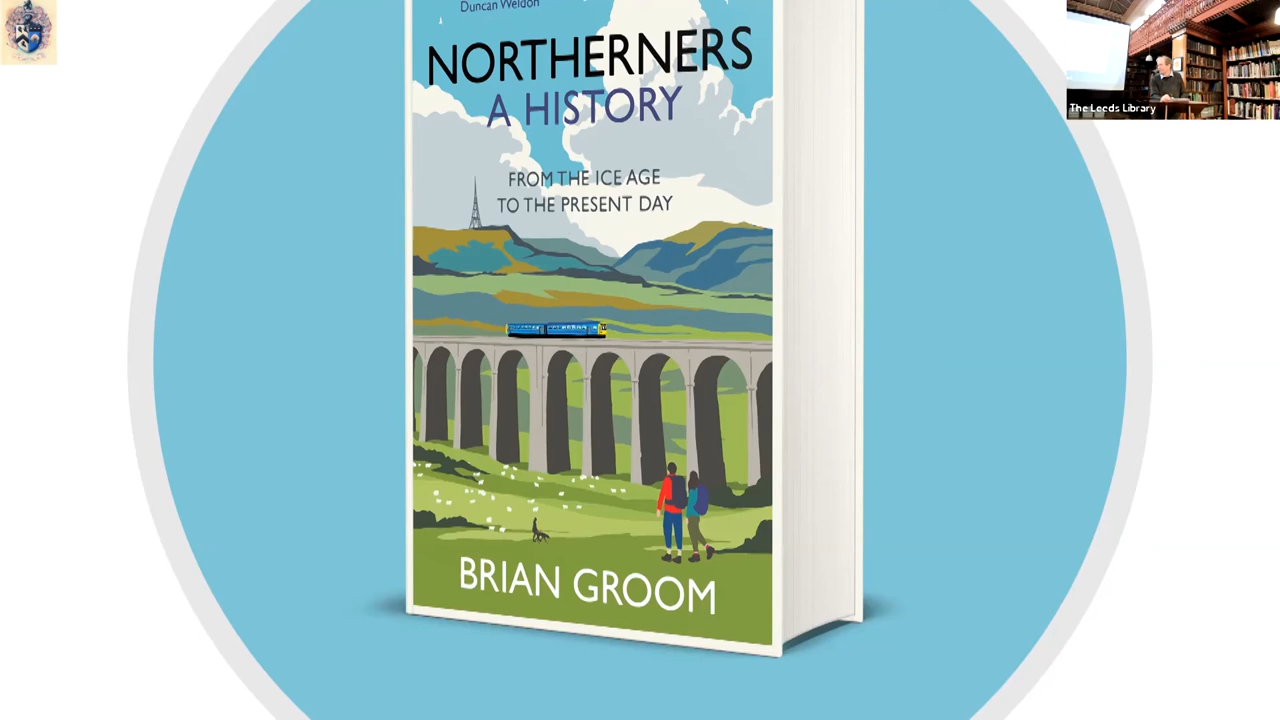 Duncan Weldon
NORTHERNERS
A HISTORY
FROM THE ICE AGE
TO THE PRESENT DAY
BRIAN GROOM
The Leeds Library